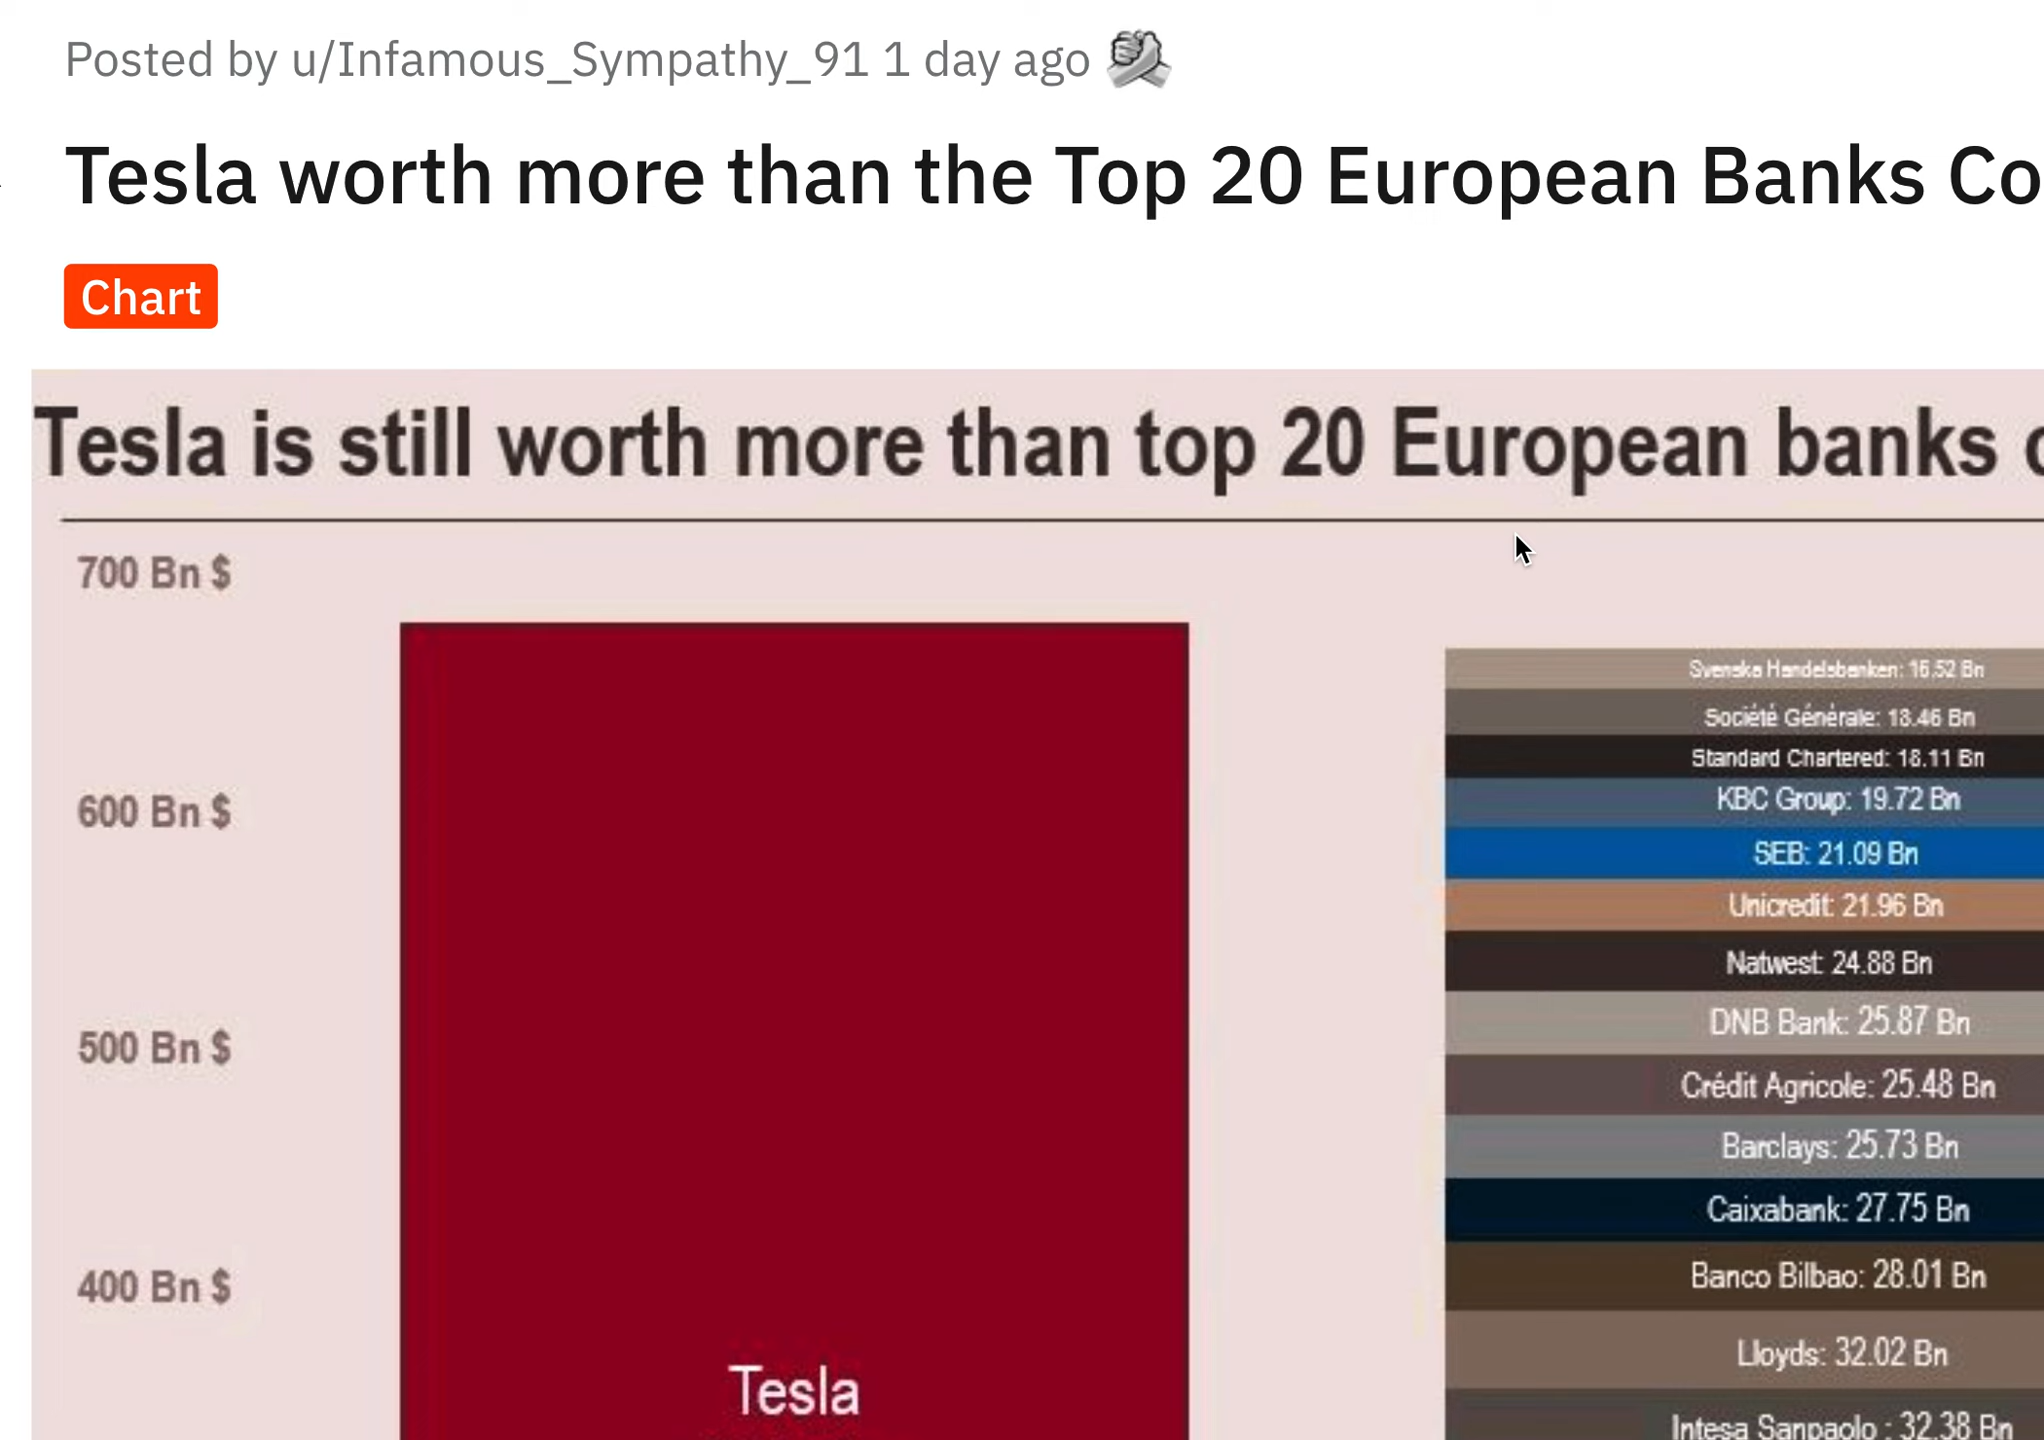 Posted by u/Infamous_Sympathy_91 1 day ago
Tesla worth more than the Top 20 European Banks Co
Chart
Tesla is still worth more than top 20 European banks c
700 Bn $
Svenska Handelsbanken: 16.52 Bn
Société Générale: 18.46 Bn
Standard Chartered: 18.11 Bn
600 Bn $
KBC Group: 19.72 Bn
SEB: 21.09 Bn
Unicredit: 21.96 Bn
Natwest: 24.88 Bn
DNB Bank: 25.87 Bn
500 Bn $
Crédit Agricole: 25.48 Bn
Barclays: 25.73 Bn
Caixabank: 27.75 Bn
400 Bn $
Banco Bilbao: 28.01 Bn
Lloyds: 32.02 Bn
Tesla
Intesa Sanpaolo : 32.38 Bn